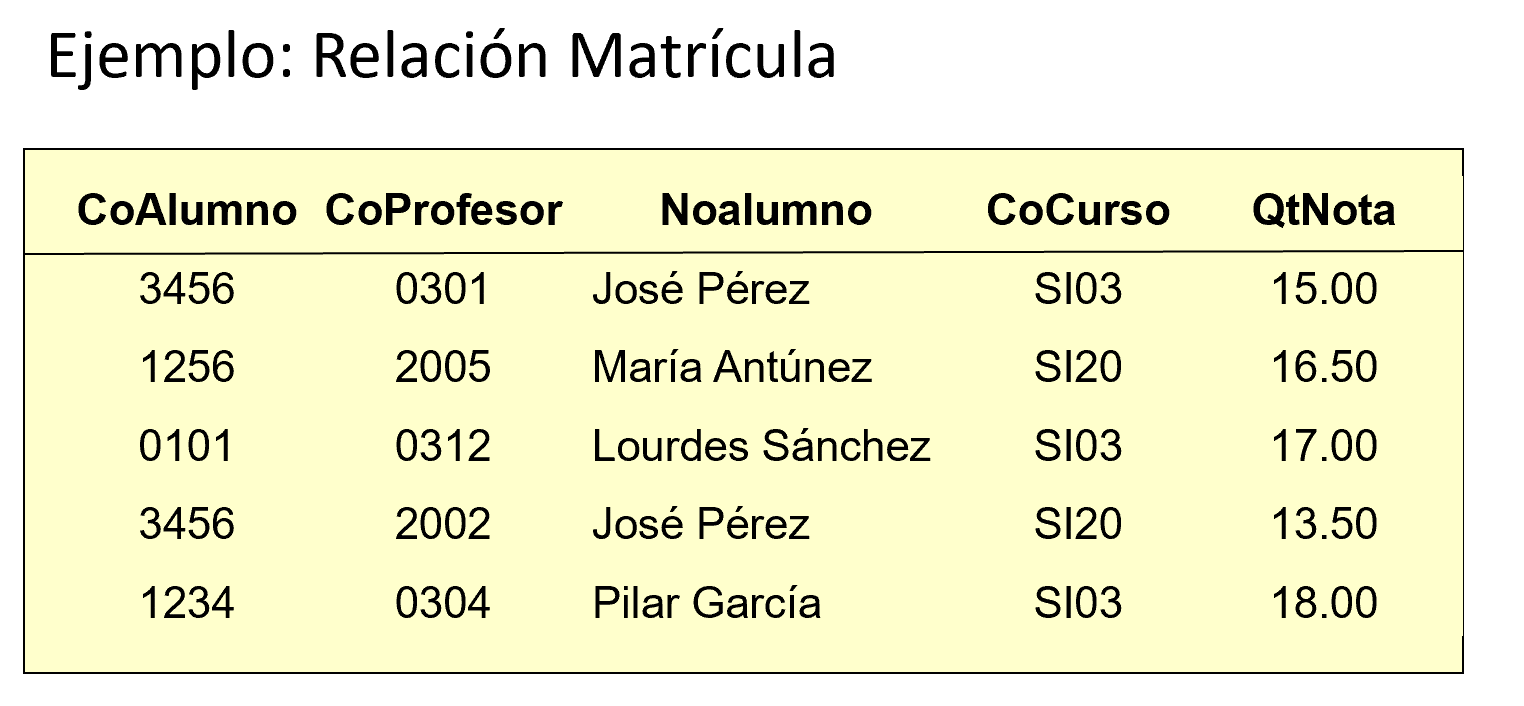 Ejemplo: Relación Matrícula
CoAlumno CoProfesor Noalumno CoCurso QtNota
3456 0301 José Pérez SI03 15.00
1256 2005 María Antúnez SI20 16.50
0101 0312 Lourdes Sánchez SI03 17.00
3456 2002 José Pérez SI20 13.50
1234 0304 Pilar García SI03 18.00